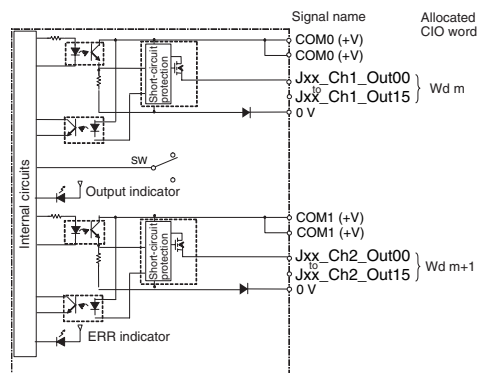 Signal name
Allocated
CIO word
COM0 (+V)
COM0 (+V)
Jxx_Ch1_Out00
to
Jxx_Ch1_Out15
Wd m
0 V
Short-circuit
protection
SW
Output indicator
Internal circuits
COM1 (+V)
COM1 (+V)
Jxx_Ch2_Out00
to
Jxx_Ch2_Out15
Wd m+1
0 V
Short-circuit
protection
ERR indicator